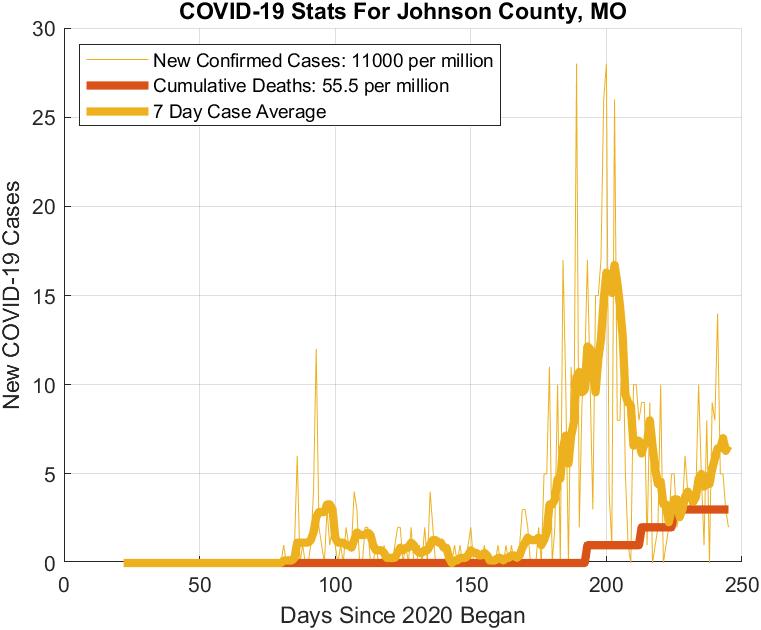 COVID-19 Stats For Johnson County, MO
New Confirmed Cases: 11000 per million
Cumulative Deaths: 55.5 per million
7 Day Case Average
New COVID-19 Cases
30
25
20
15
10
5
0
0 50 100 150 200 250
Days Since 2020 Began